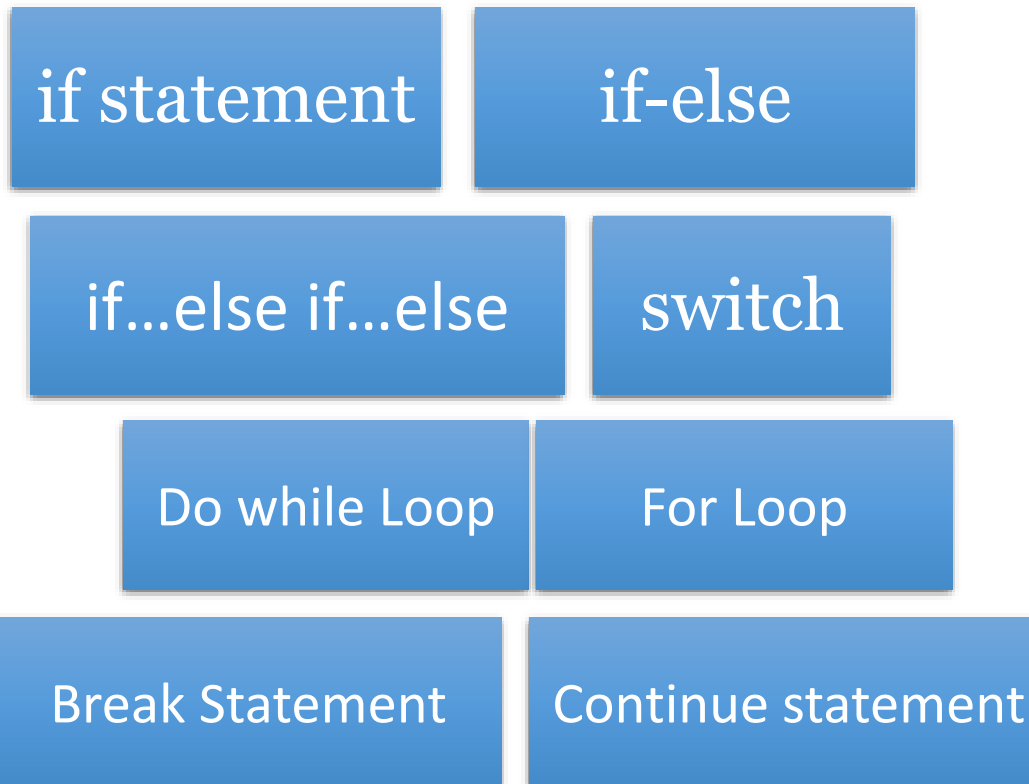 if statement
if-else
if...else if...else
switch
Do while Loop
For Loop
Break Statement
Continue statement